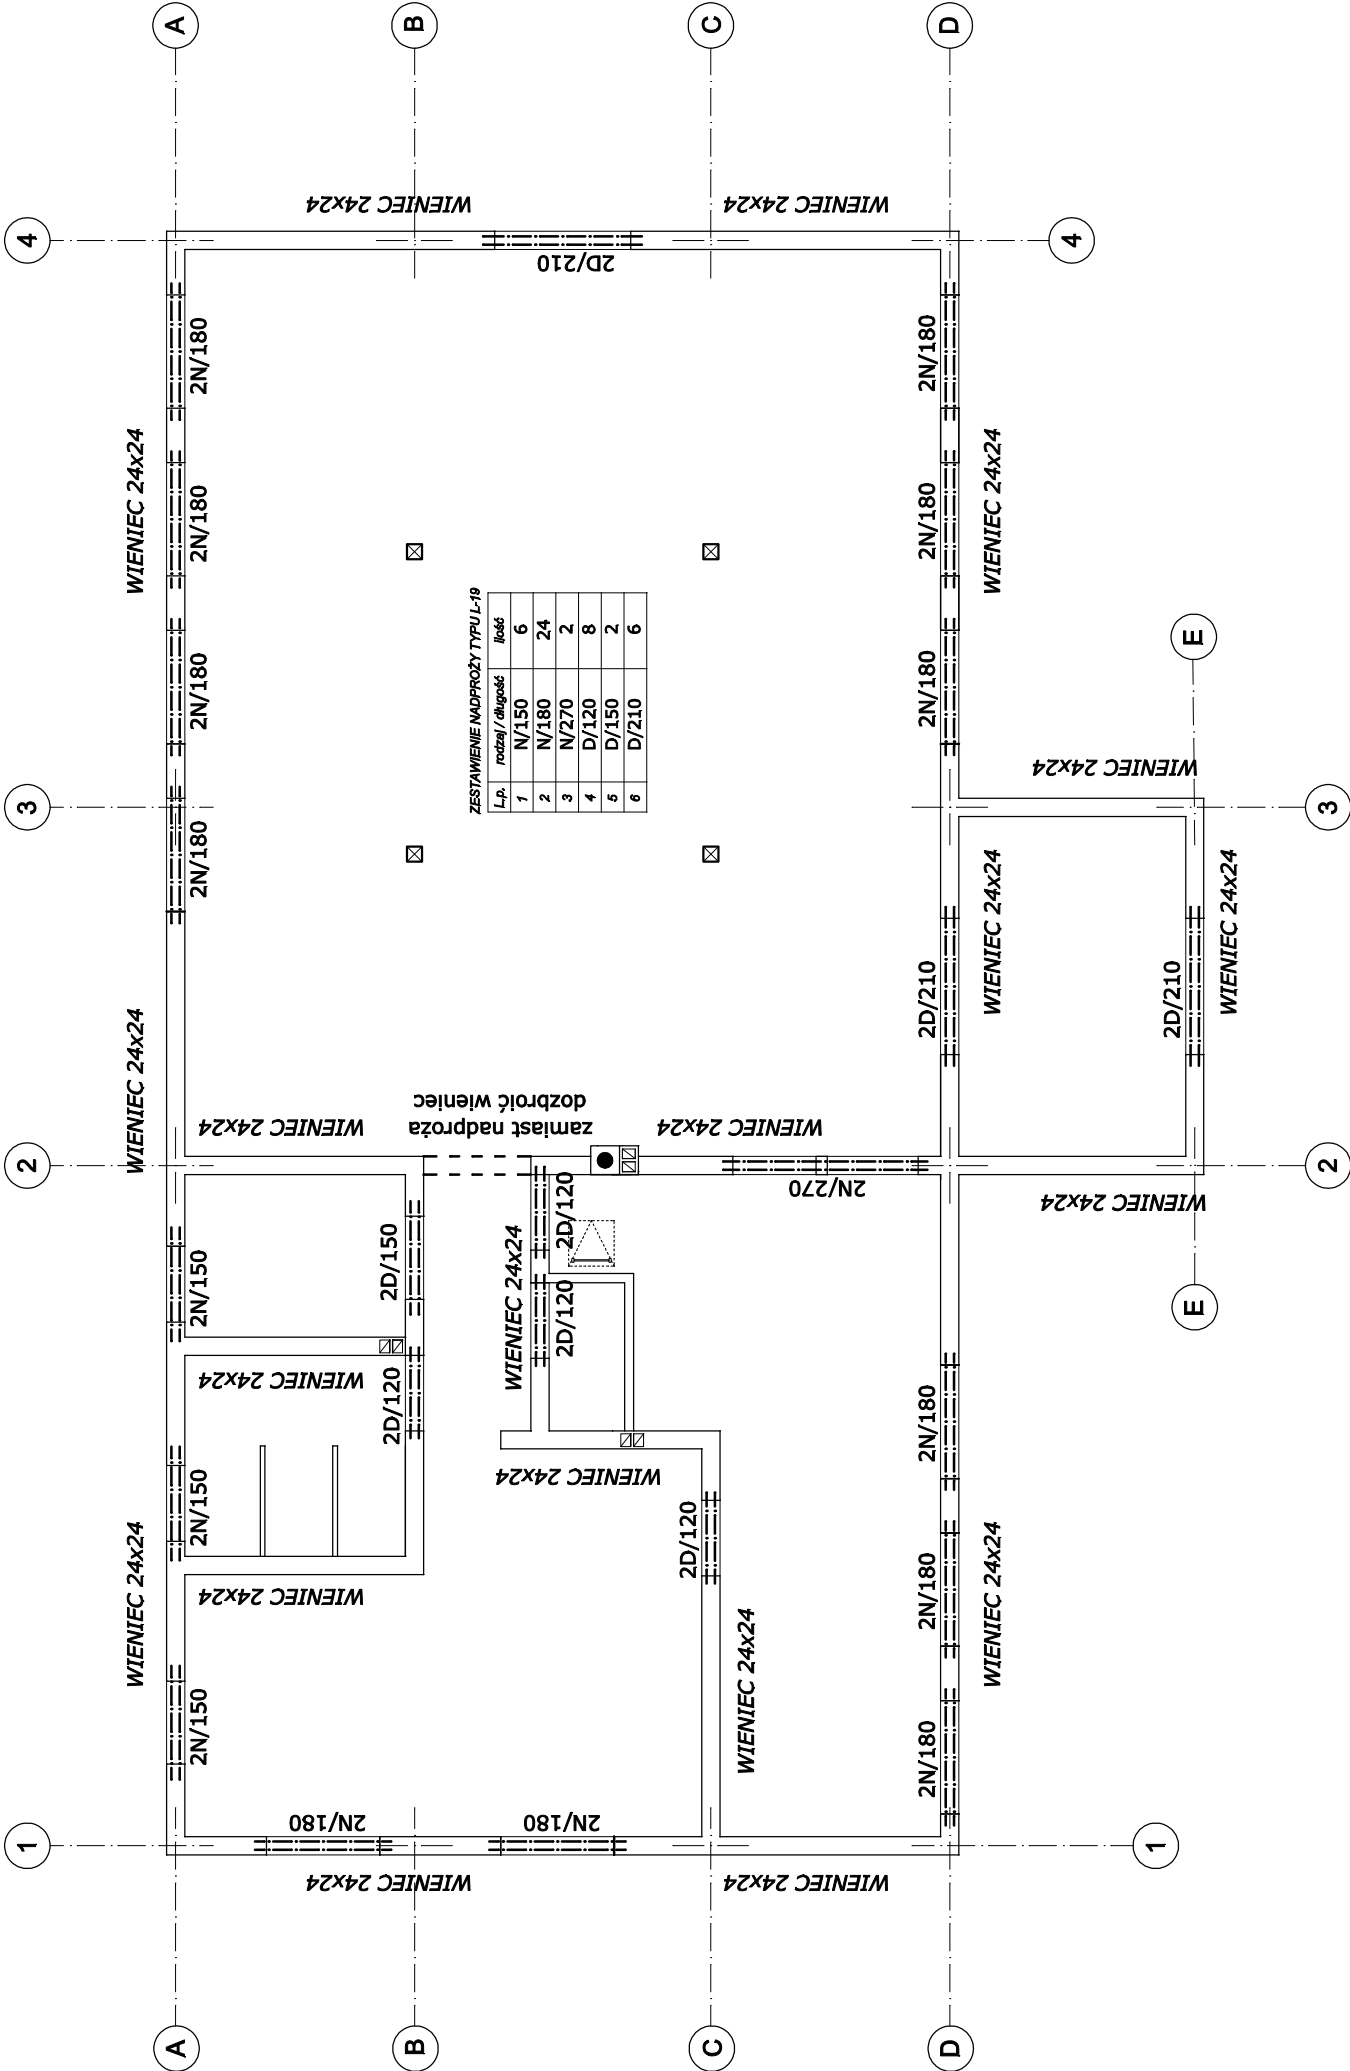 A
B
C
D
4
4
WIENIEC 24x24
WIENIEC 24x24
2D/210
2N/180
2N/180
2N/180
2N/180
WIENIEC 24x24
WIENIEC 24x24
2N/180
2N/180
2N/180
WIENIEC 24x24
ZESTAWIENIE NADPROŻY TYPU L-19
L.p. rodzaj / długość ilość
1 N/150 6
2 N/180 24
3 N/270 2
4 D/120 8
5 D/150 2
6 D/210 6
E
3
3
WIENIEC 24x24
WIENIEC 24x24
WIENIEC 24x24
2D/210
2D/210
WIENIEC 24x24
zamiast nadproża
dozbroić wieniec
WIENIEC 24x24
2
2
2N/270
WIENIEC 24x24
E
2N/150
2D/150
2D/120
WIENIEC 24x24
2D/120
WIENIEC 24x24
2D/120
2N/150
WIENIEC 24x24
2D/120
WIENIEC 24x24
WIENIEC 24x24
2N/150
WIENIEC 24x24
2N/180
2N/180
2N/180
WIENIEC 24x24
2N/180
2N/180
1
1
WIENIEC 24x24
WIENIEC 24x24
A
B
C
D